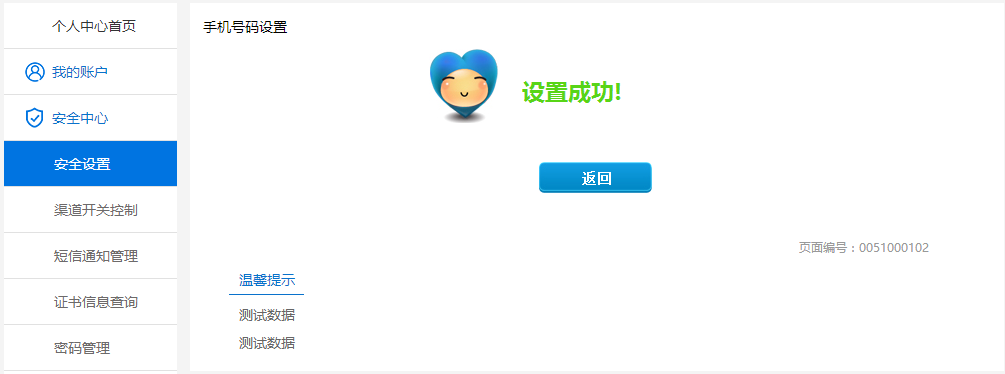 个人中心首页
我的账户
安全中心
安全设置
渠道开关控制
短信通知管理
证书信息查询
密码管理
手机号码设置
设置成功!
返回
页面编号：0051000102
温馨提示
测试数据
测试数据